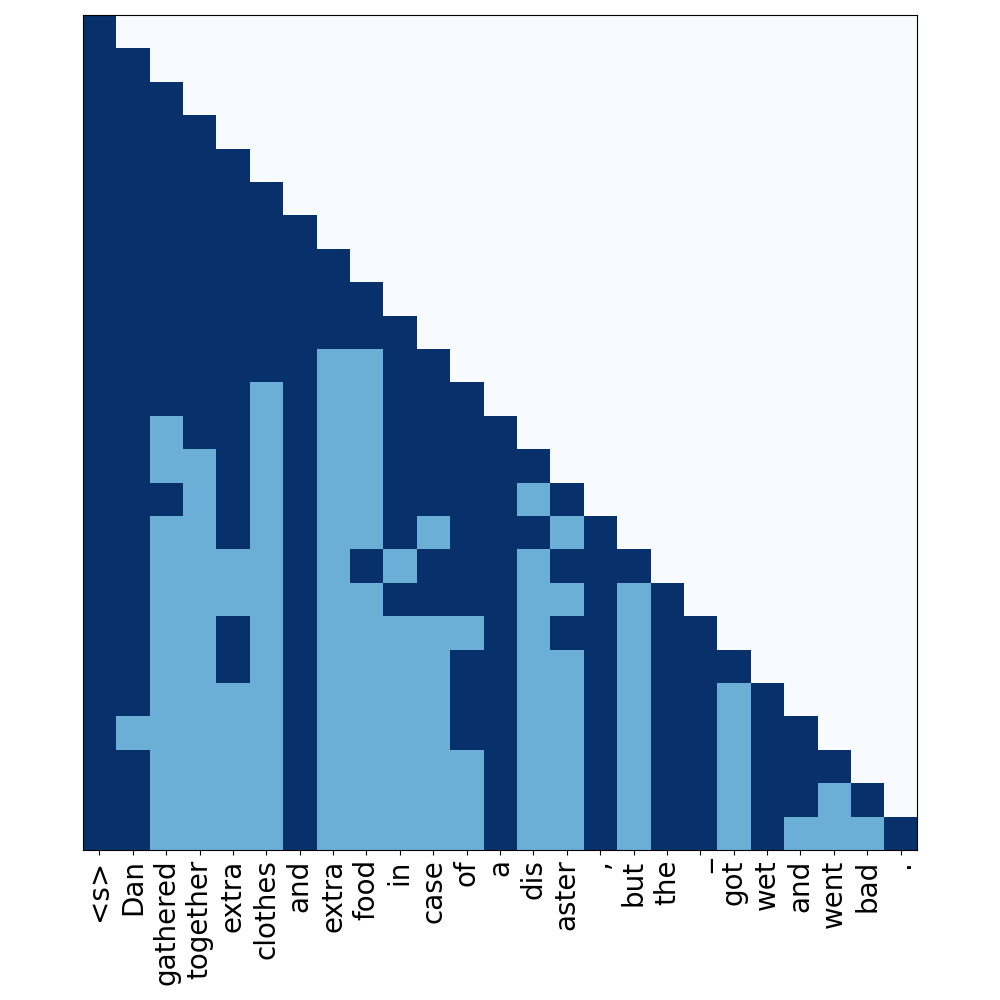 <s>
Dan
gathered
together
extra
clothes
and
extra
food
in
case
of
a
dis
aster
,
but
the
_
got
wet
and
went
bad
.